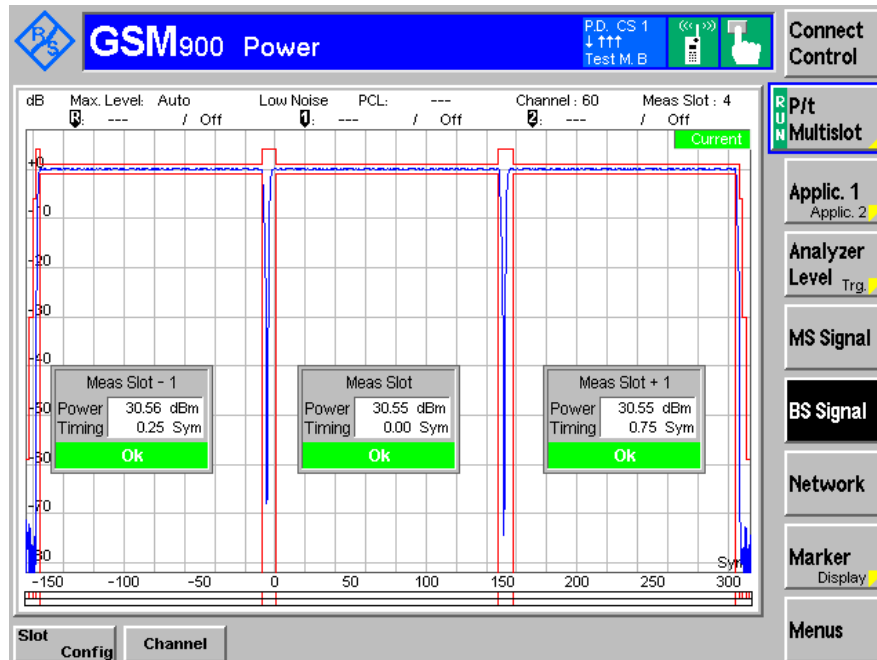 R/S
GSM900 Power
P.D. CS 1
↓ ↑↑↑
Test M. B
Connect
Control
dB Max. Level: Auto Low Noise PCL: --- Channel : 60 Meas Slot : 4
R: --- / Off 1: --- / Off 2: --- / Off
Current
RUN
P/t
Multislot
Applic. 1
Applic. 2
Analyzer
Level Trg.
MS Signal
BS Signal
Network
Marker
Display
Menus
+0
-10
-20
-30
-40
-50
-60
-70
-80
Meas Slot - 1
Power 30.56 dBm
Timing 0.25 Sym
Ok
Meas Slot
Power 30.55 dBm
Timing 0.00 Sym
Ok
Meas Slot + 1
Power 30.55 dBm
Timing 0.75 Sym
Ok
Sym
-150 -100 -50 0 50 100 150 200 250 300
Slot
Config
Channel